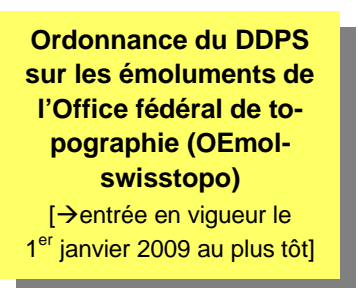 Ordonnance du DDPS
sur les émoluments de
l'Office fédéral de to-
pographie (OEmol-
swisstopo)
[→entrée en vigueur le
1er janvier 2009 au plus tôt]